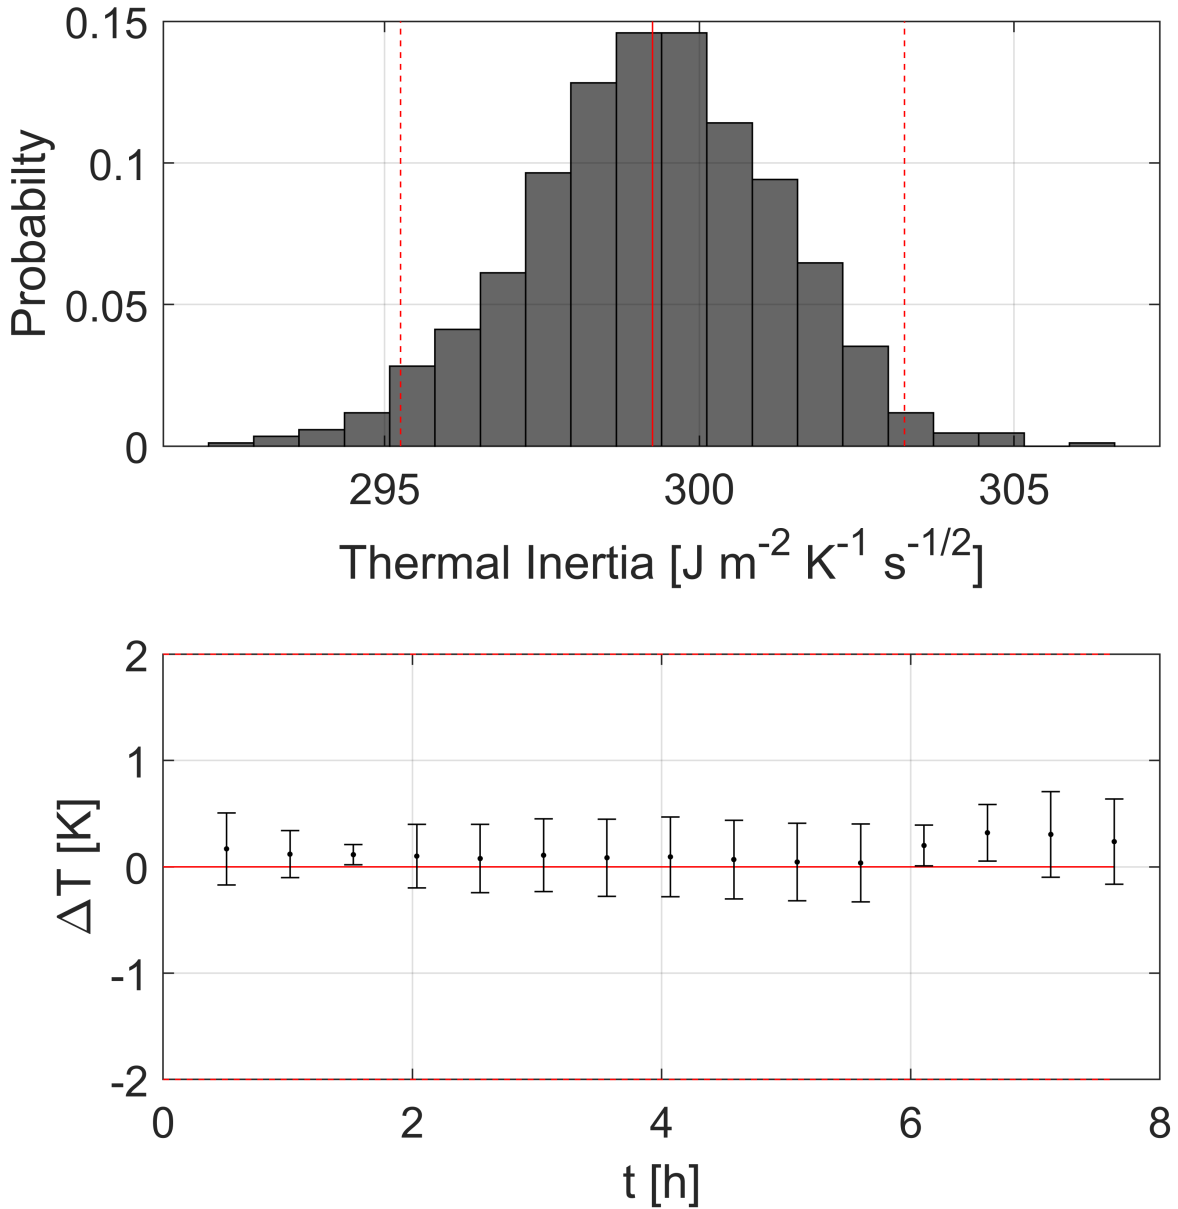 0.15
0.1
0.05
0
Probabilty
295 300 305
Thermal Inertia [J m-2 K-1 s-1/2]
2
1
0
-1
-2
ΔT [K]
0 2 4 6 8
t [h]